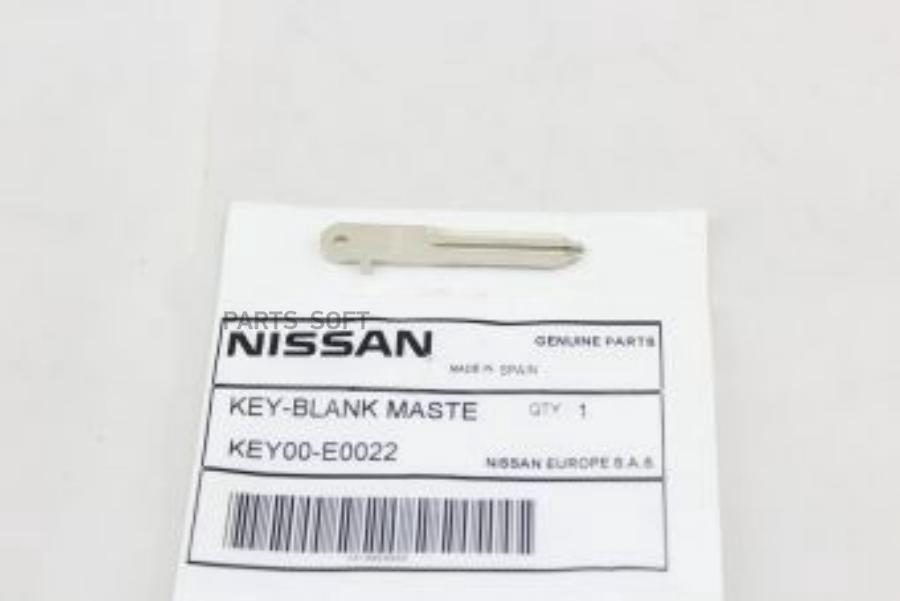 PARTS SOFT
NISSAN GENUINE PARTS
MADE IN SPAIN
KEY-BLANK MASTE QTY 1
KEY00-E0022 NISSAN EUROPE S.A.S.